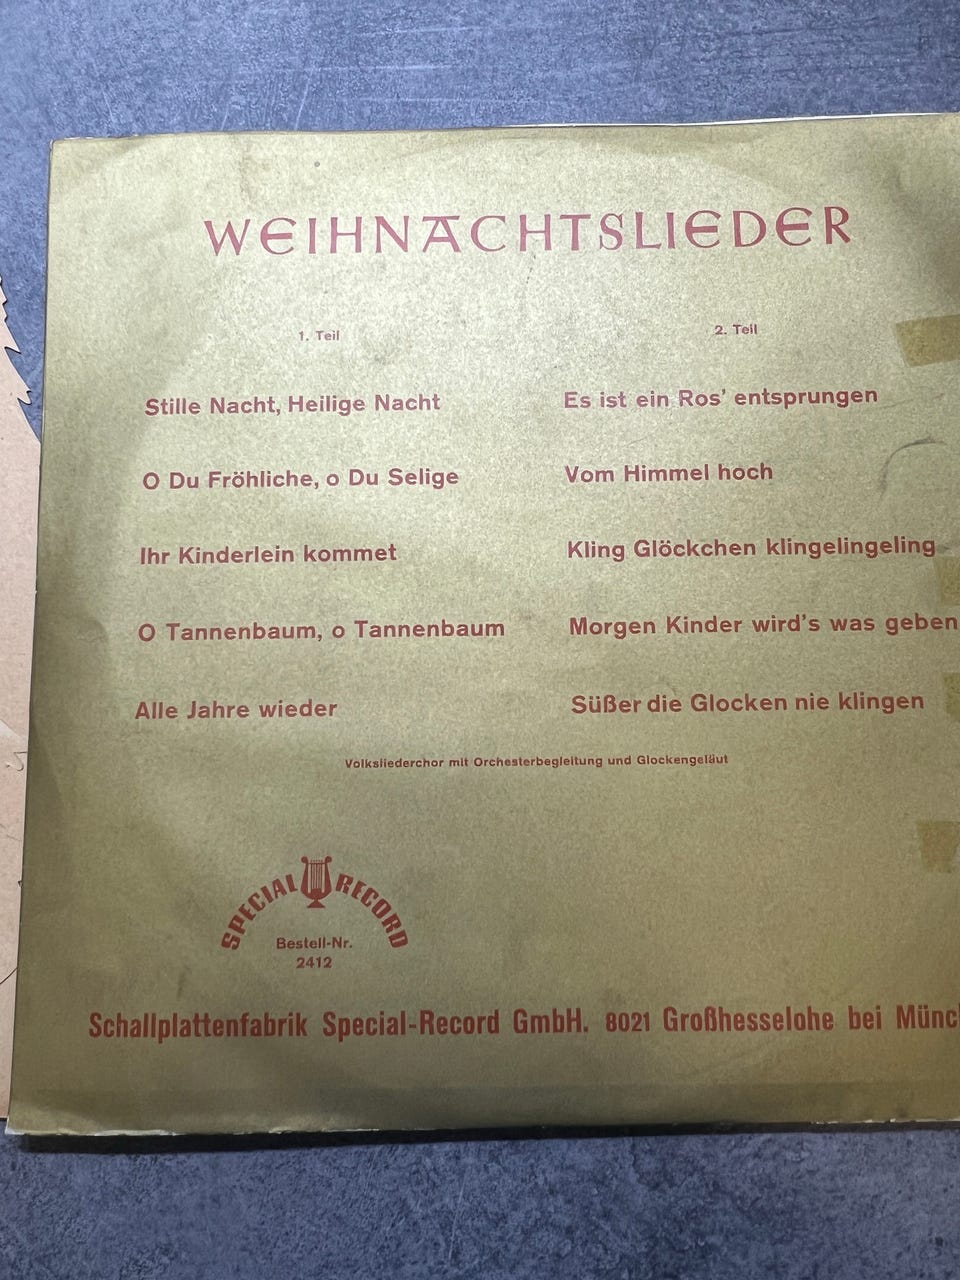 WEIHNACHTSLIEDER
1. Teil
Stille Nacht, Heilige Nacht
O Du Fröhliche, o Du Selige
Ihr Kinderlein kommet
O Tannenbaum, o Tannenbaum
Alle Jahre wieder
2. Teil
Es ist ein Ros' entsprungen
Vom Himmel hoch
Kling Glöckchen klingelingeling
Morgen Kinder wird's was geben
Süßer die Glocken nie klingen
Volksliederchor mit Orchesterbegleitung und Glockengeläut
SPECIAL RECORD
Bestell-Nr.
2412
Schallplattenfabrik Special-Record GmbH. 8021 Großhesselohe bei